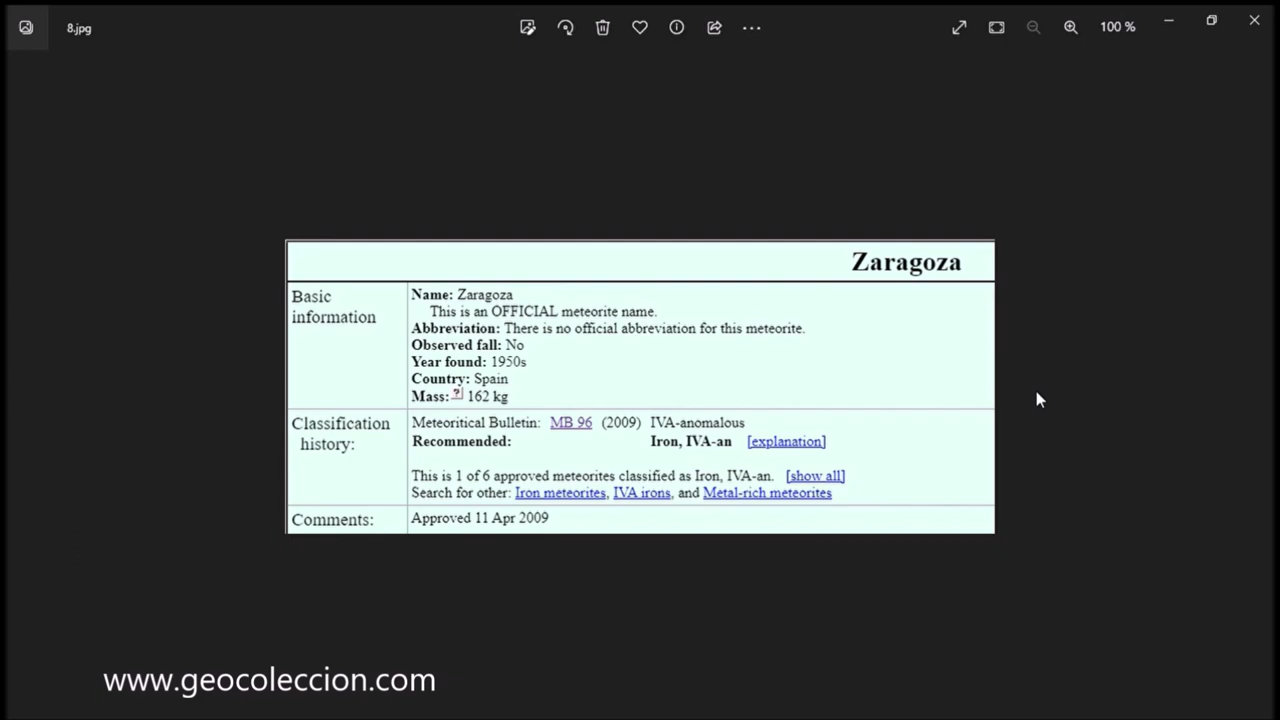 8.jpg
100 %
Zaragoza
Basic information
Name: Zaragoza
This is an OFFICIAL meteorite name.
Abbreviation: There is no official abbreviation for this meteorite.
Observed fall: No
Year found: 1950s
Country: Spain
Mass: ? 162 kg
Classification history:
Meteoritical Bulletin: MB 96 (2009) IVA-anomalous
Recommended: Iron, IVA-an [explanation]
This is 1 of 6 approved meteorites classified as Iron, IVA-an. [show all]
Search for other: Iron meteorites, IVA irons, and Metal-rich meteorites
Comments:
Approved 11 Apr 2009
www.geocoleccion.com